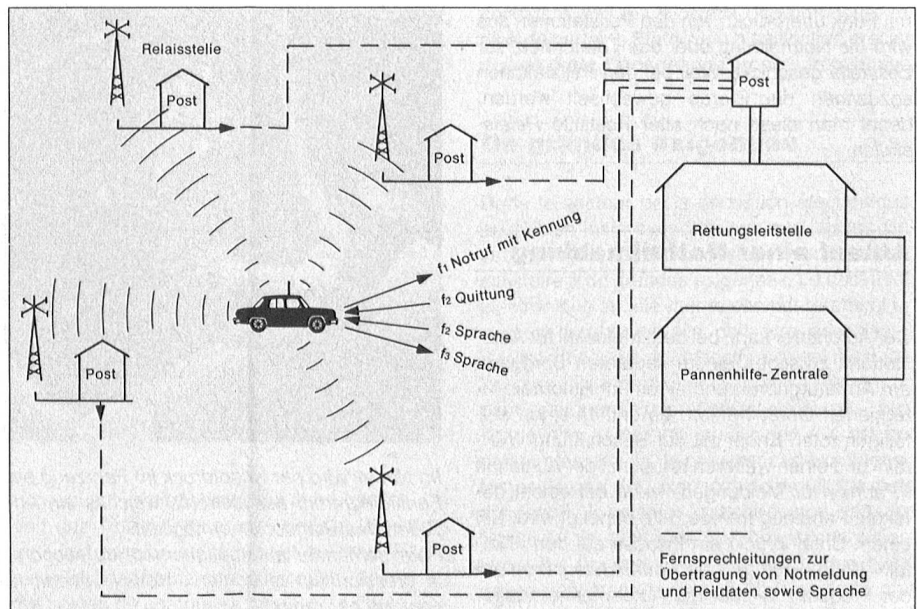 Relaisstelle
Post
Post
Post
Rettungsleitstelle
f₁ Notruf mit Kennung
f₂ Quittung
f₂ Sprache
f₃ Sprache
Post
Pannenhilfe-Zentrale
Post
Fernsprechleitungen zur
Übertragung von Notmeldung
und Peildaten sowie Sprache